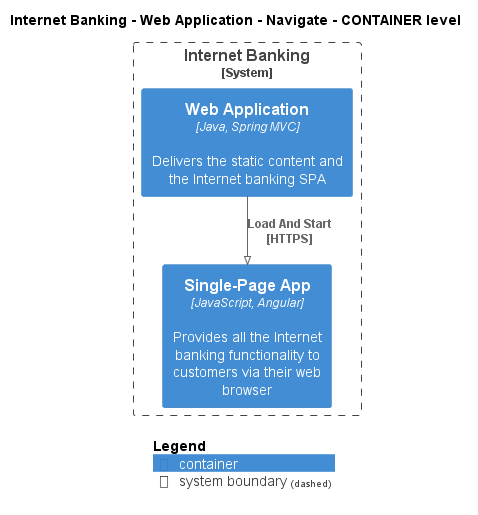 Internet Banking - Web Application - Navigate - CONTAINER level
Internet Banking
[System]
Web Application
[Java, Spring MVC]
Delivers the static content and
the Internet banking SPA
Load And Start
[HTTPS]
Single-Page App
[JavaScript, Angular]
Provides all the Internet
banking functionality to
customers via their web
browser
Legend
container
system boundary (dashed)